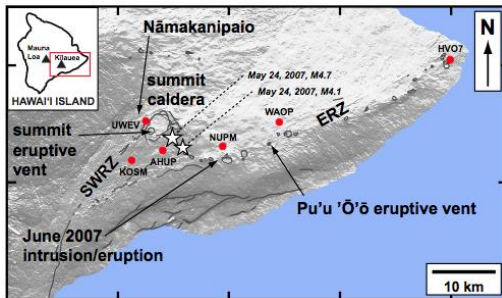 Mauna
Loa
Kīlauea
HAWAI'I ISLAND
Nāmakanipaio
summit
caldera
May 24, 2007, M4.7
May 24, 2007, M4.1
HVO7
N
UWEV
WAOP
ERZ
summit
eruptive
vent
NUPM
AHUP
KOSM
SWRZ
Pu'u 'Ō'ō eruptive vent
June 2007
intrusion/eruption
10 km